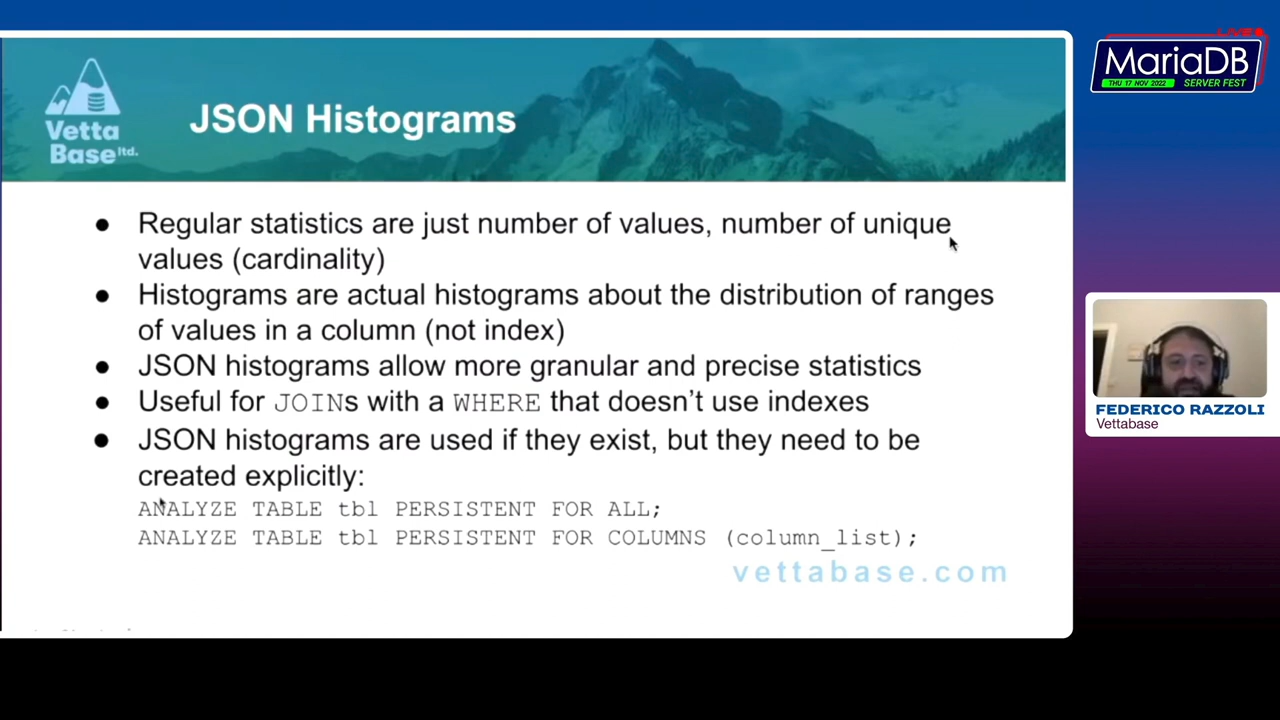 LIVE
MariaDB
THU 17 NOV 2022 SERVER FEST
Vetta
Base ltd.
JSON Histograms
● Regular statistics are just number of values, number of unique
values (cardinality)
● Histograms are actual histograms about the distribution of ranges
of values in a column (not index)
● JSON histograms allow more granular and precise statistics
● Useful for JOINs with a WHERE that doesn’t use indexes
● JSON histograms are used if they exist, but they need to be
created explicitly:
ANALYZE TABLE tbl PERSISTENT FOR ALL;
ANALYZE TABLE tbl PERSISTENT FOR COLUMNS (column_list);
vettabase.com
FEDERICO RAZZOLI
Vettabase